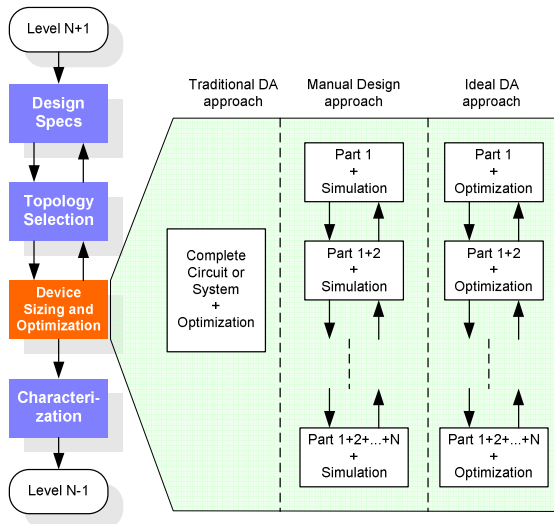 Level N+1
Design
Specs
Topology
Selection
Device
Sizing and
Optimization
Characteri-
zation
Level N-1
Traditional DA
approach
Complete
Circuit or
System
+
Optimization
Manual Design
approach
Part 1
+
Simulation
Part 1+2
+
Simulation
Part 1+2+...+N
+
Simulation
Ideal DA
approach
Part 1
+
Optimization
Part 1+2
+
Optimization
Part 1+2+...+N
+
Optimization